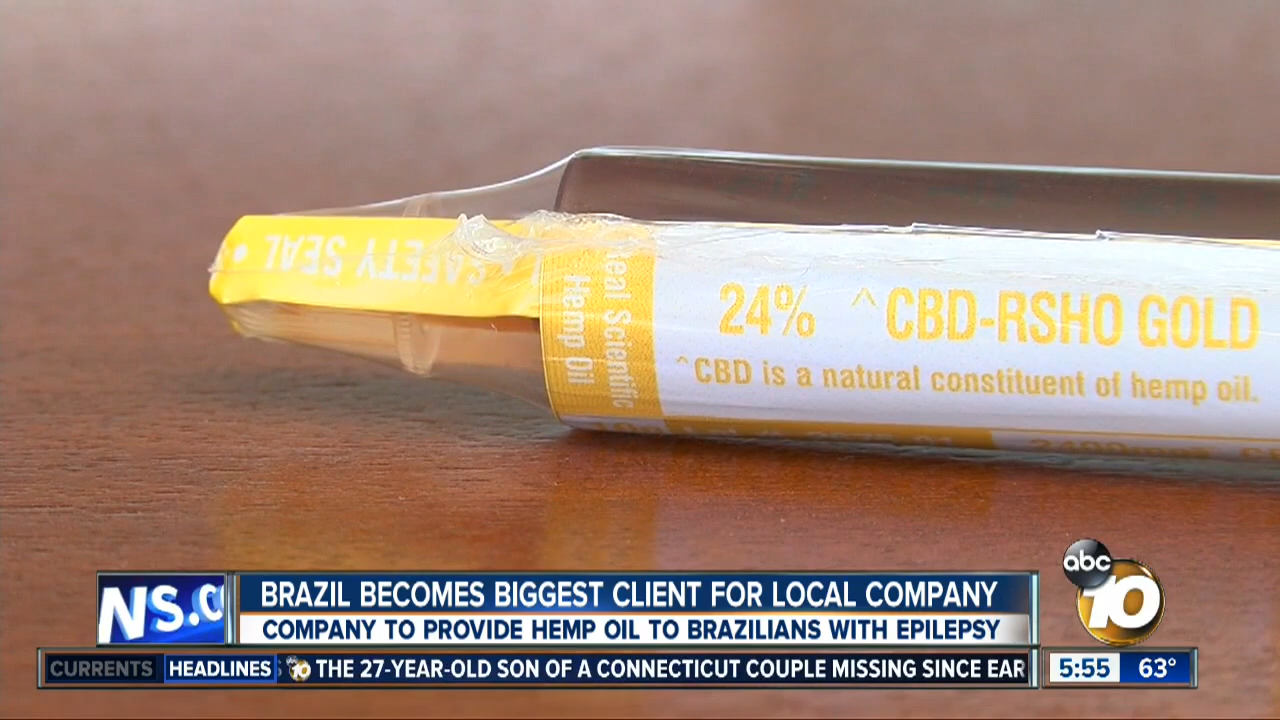 SAFETY SEAL
Real Scientific
Hemp Oil
24% ^CBD-RSHO GOLD
^CBD is a natural constituent of hemp oil.
NS.C
BRAZIL BECOMES BIGGEST CLIENT FOR LOCAL COMPANY
COMPANY TO PROVIDE HEMP OIL TO BRAZILIANS WITH EPILEPSY
abc
10
CURRENTS HEADLINES 10 THE 27-YEAR-OLD SON OF A CONNECTICUT COUPLE MISSING SINCE EAR
5:55 63°